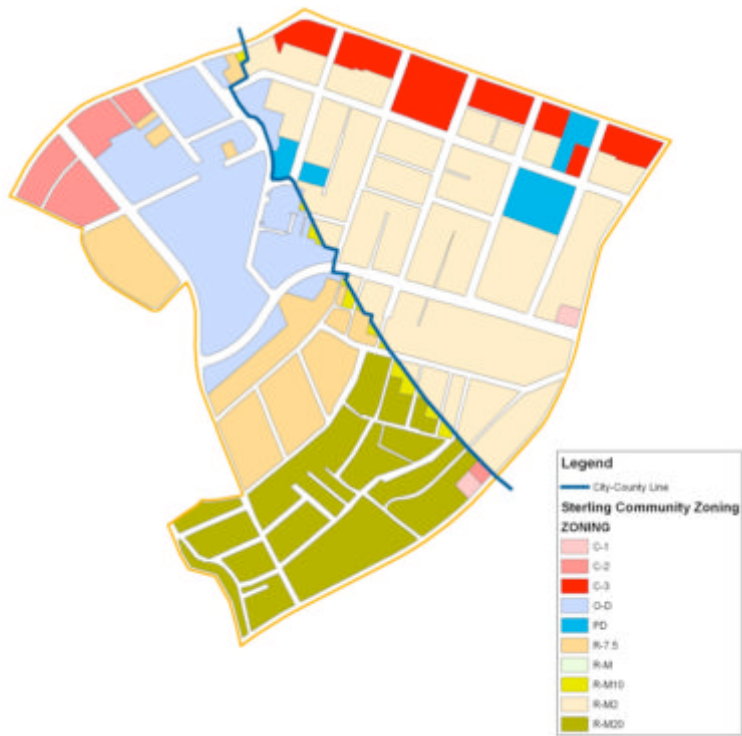 Legend
City-County Line
Sterling Community Zoning
ZONING
C-1
C-2
C-3
O-D
PD
R-7.5
R-M
R-M10
R-M2
R-M20